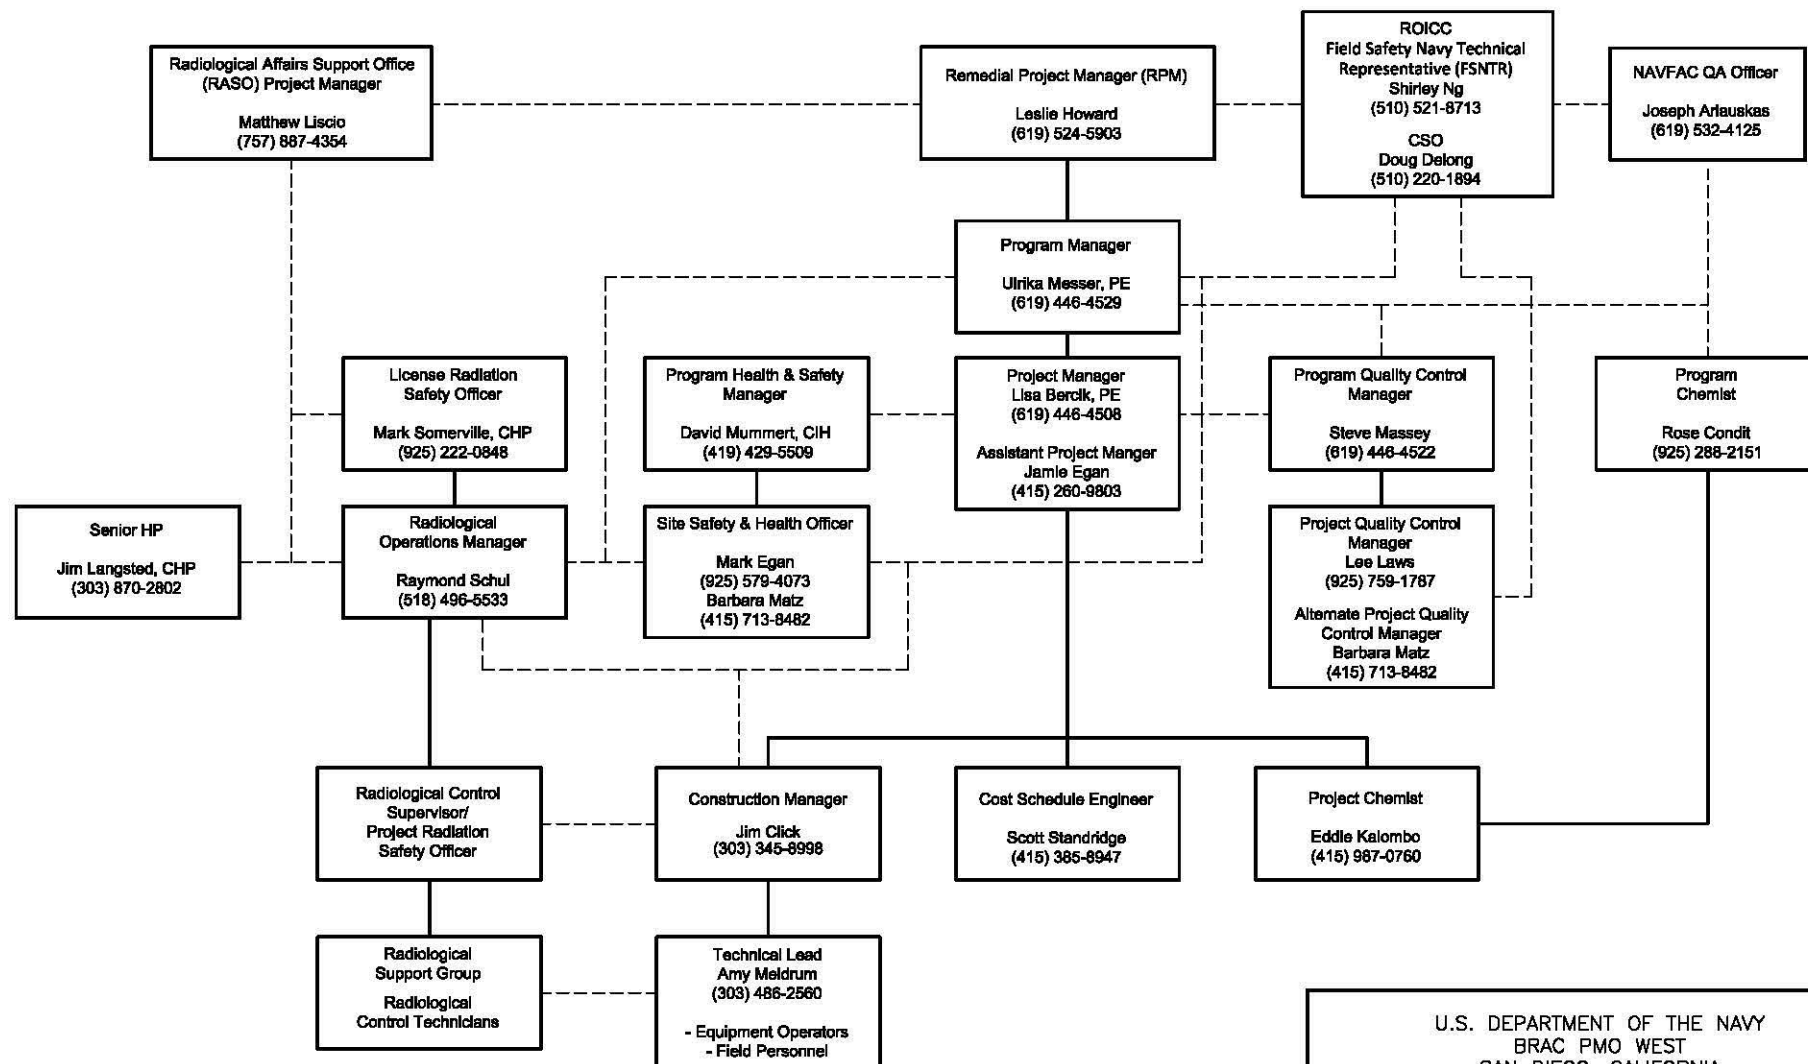 Radiological Affairs Support Office
(RASO) Project Manager
Matthew Liscio
(757) 887-4354
Remedial Project Manager (RPM)
Leslie Howard
(619) 524-5903
ROICC
Field Safety Navy Technical
Representative (FSNTR)
Shirley Ng
(510) 521-8713
CSO
Doug Delong
(510) 220-1894
NAVFAC QA Officer
Joseph Arlauskas
(619) 532-4125
Program Manager
Ulrika Messer, PE
(619) 446-4529
License Radiation
Safety Officer
Mark Somerville, CHP
(925) 222-0848
Program Health & Safety
Manager
David Mummert, CIH
(419) 429-5509
Project Manager
Lisa Bercik, PE
(619) 446-4508
Assistant Project Manger
Jamie Egan
(415) 260-9803
Program Quality Control
Manager
Steve Massey
(619) 446-4522
Program
Chemist
Rose Condit
(925) 288-2151
Senior HP
Jim Langsted, CHP
(303) 870-2802
Radiological
Operations Manager
Raymond Schul
(518) 496-5533
Site Safety & Health Officer
Mark Egan
(925) 579-4073
Barbara Matz
(415) 713-8482
Project Quality Control
Manager
Lee Laws
(925) 759-1787
Alternate Project Quality
Control Manager
Barbara Matz
(415) 713-8482
Radiological Control
Supervisor/
Project Radiation
Safety Officer
Construction Manager
Jim Click
(303) 345-8998
Cost Schedule Engineer
Scott Standridge
(415) 385-8947
Project Chemist
Eddie Kalombo
(415) 987-0760
Radiological
Support Group
Radiological
Control Technicians
Technical Lead
Amy Meldrum
(303) 486-2560
- Equipment Operators
- Field Personnel
U.S. DEPARTMENT OF THE NAVY
BRAC PMO WEST
SAN DIEGO, CALIFORNIA